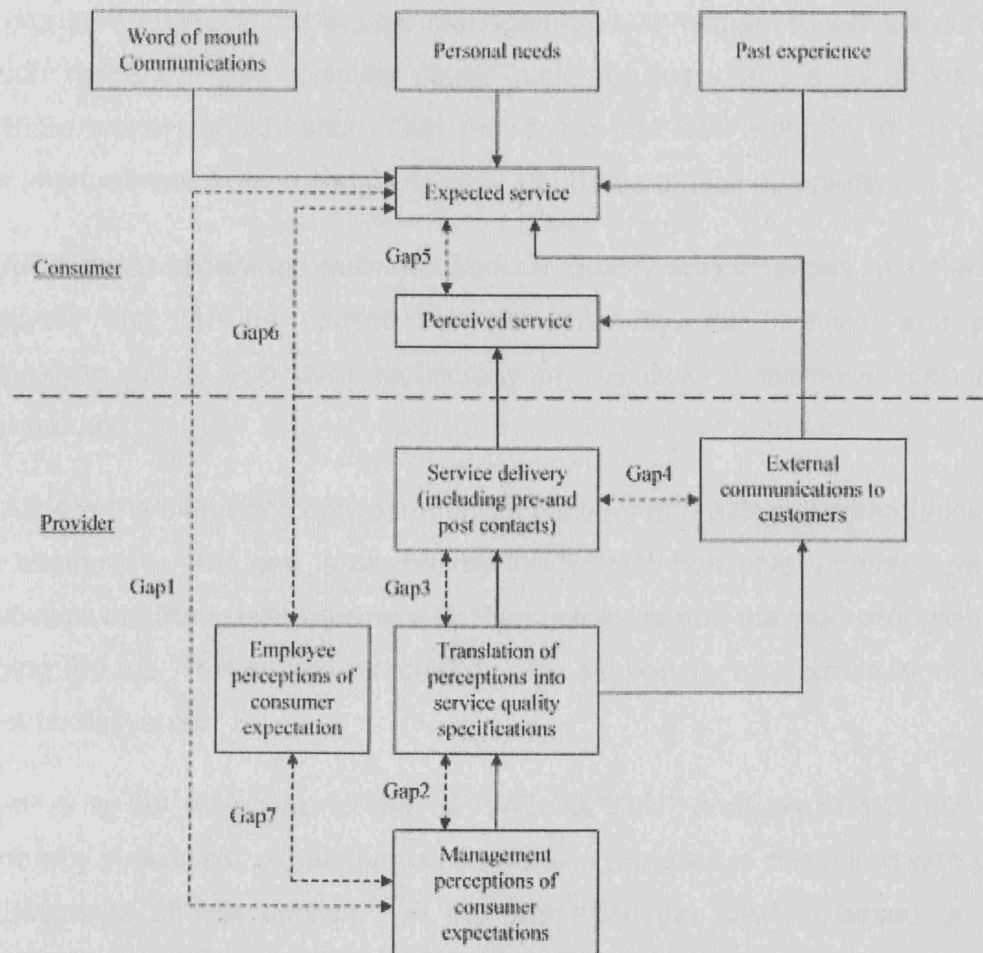 Word of mouth
Communications
Personal needs
Past experience
Expected service
Gap5
Consumer
Gap6
Perceived service
Service delivery
(including pre-and
post contacts)
Gap4
External
communications to
customers
Provider
Gap1
Gap3
Employee
perceptions of
consumer
expectation
Translation of
perceptions into
service quality
specifications
Gap7
Gap2
Management
perceptions of
consumer
expectations